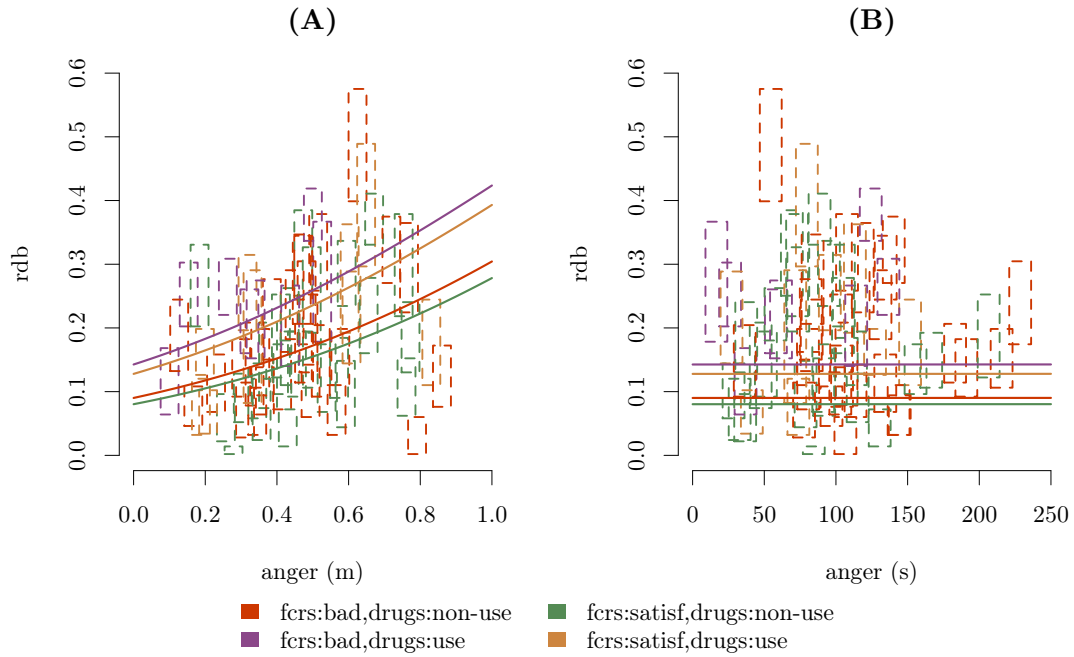 (A)
(B)
rdb
0.0 0.1 0.2 0.3 0.4 0.5 0.6
0.0 0.2 0.4 0.6 0.8 1.0
anger (m)
rdb
0.0 0.1 0.2 0.3 0.4 0.5 0.6
0 50 100 150 200 250
anger (s)
fcrs:bad,drugs:non-use
fcrs:satisf,drugs:non-use
fcrs:bad,drugs:use
fcrs:satisf,drugs:use